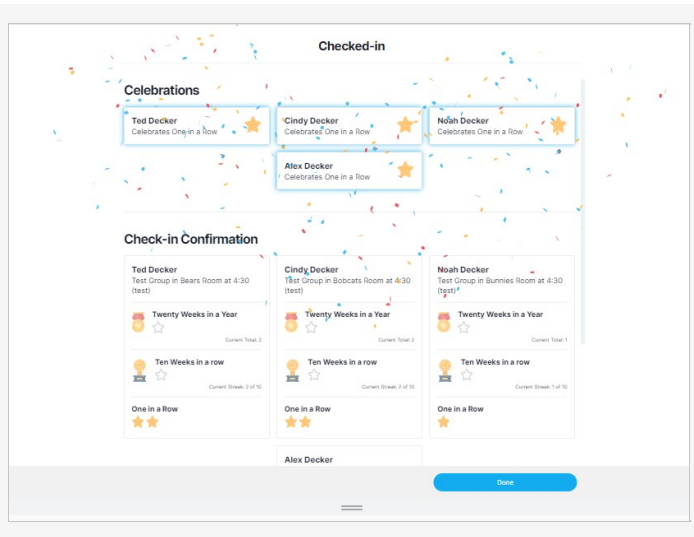 Checked-in
Celebrations
Ted Decker
Celebrates One in a Row
Cindy Decker
Celebrates One in a Row
Noah Decker
Celebrates One in a Row
Alex Decker
Celebrates One in a Row
Check-in Confirmation
Ted Decker
Test Group in Bears Room at 4:30
(test)
Twenty Weeks in a Year
Current Total: 2
Ten Weeks in a row
Current Streak: 2 of 10
One in a Row
Cindy Decker
Test Group in Bobcats Room at 4:30
(test)
Twenty Weeks in a Year
Current Total: 2
Ten Weeks in a row
Current Streak: 2 of 10
One in a Row
Noah Decker
Test Group in Bunnies Room at 4:30
(test)
Twenty Weeks in a Year
Current Total: 1
Ten Weeks in a row
Current Streak: 1 of 10
One in a Row
Alex Decker
Done